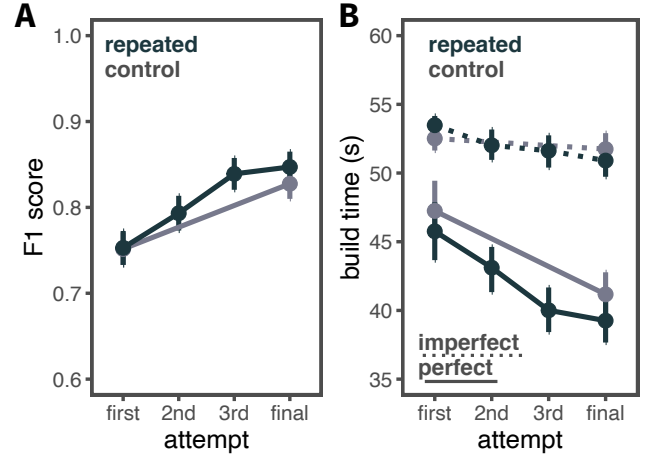 A
F1 score
1.0
0.9
0.8
0.7
0.6
repeated
control
first 2nd 3rd final
attempt
B
build time (s)
60
55
50
45
40
35
repeated
control
imperfect
perfect
first 2nd 3rd final
attempt